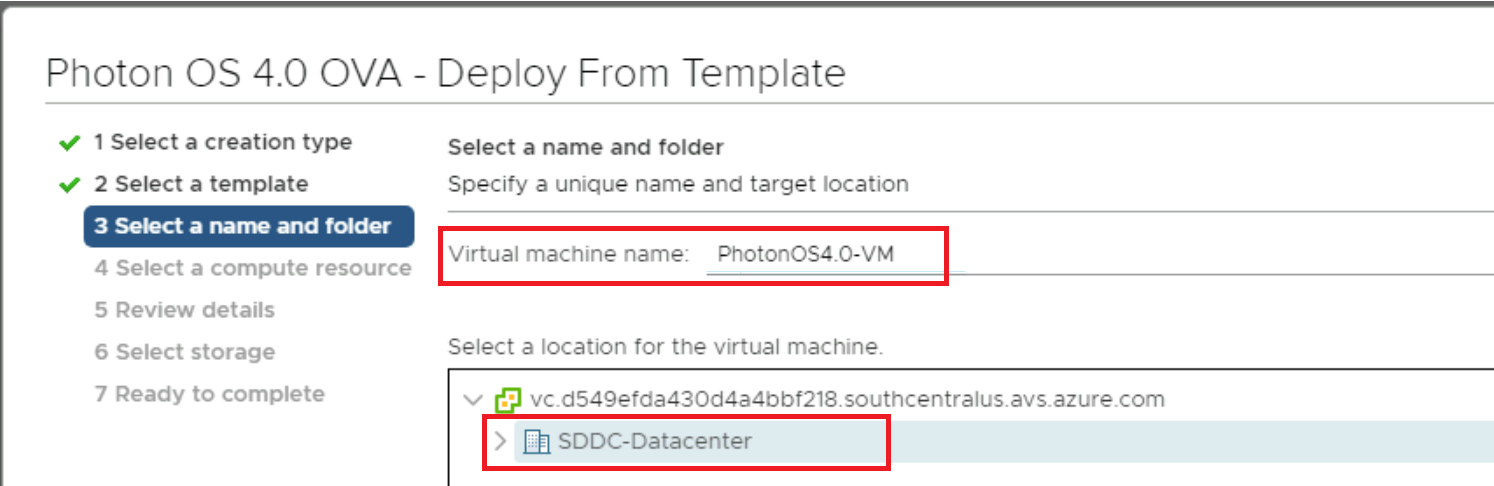 Photon OS 4.0 OVA - Deploy From Template
1 Select a creation type
2 Select a template
3 Select a name and folder
4 Select a compute resource
5 Review details
6 Select storage
7 Ready to complete
Select a name and folder
Specify a unique name and target location
Virtual machine name: PhotonOS4.0-VM
Select a location for the virtual machine.
vc.d549efda430d4a4bbf218.southcentralus.avs.azure.com
SDDC-Datacenter